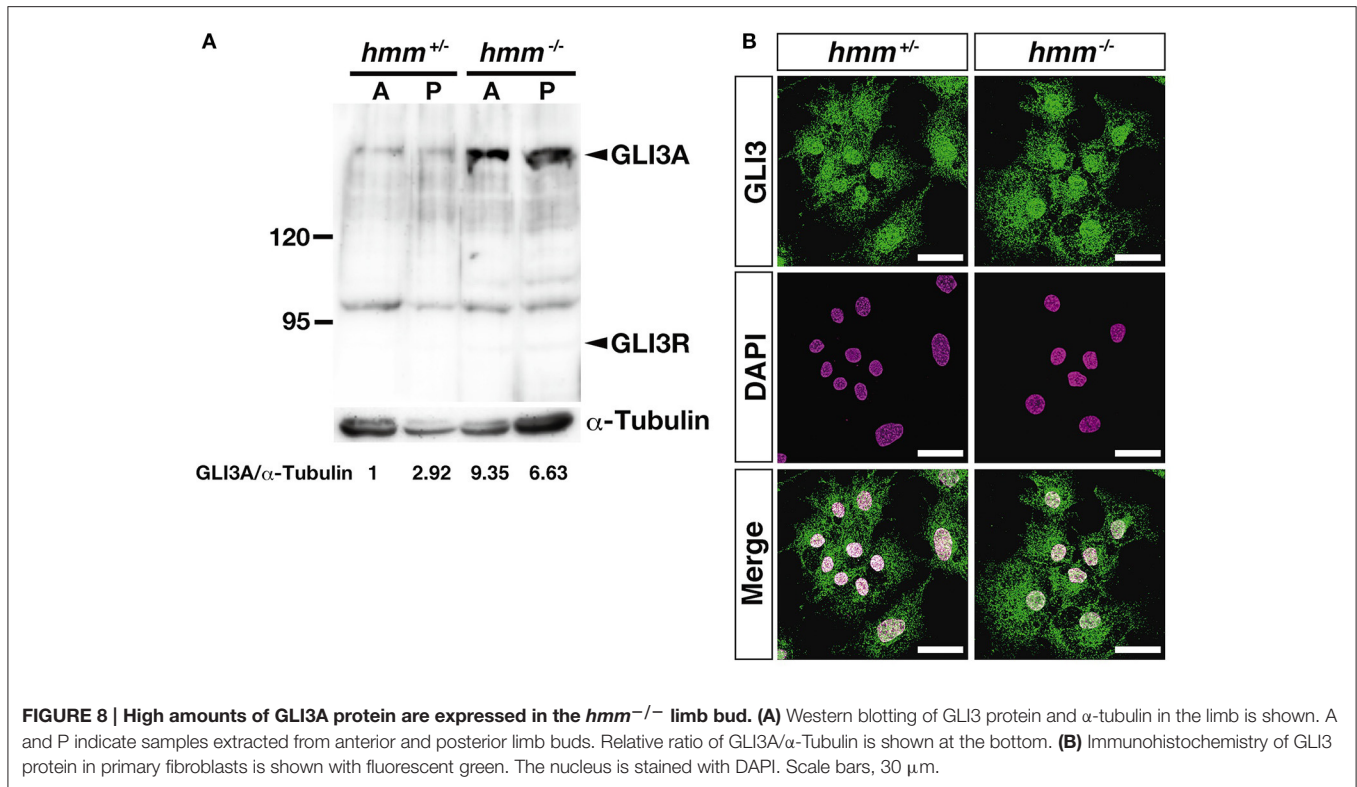 A
hmm+/- hmm-/-
A P A P
GLI3A
120
95
GLI3R
α-Tubulin
GLI3A/α-Tubulin 1 2.92 9.35 6.63
B
hmm+/- hmm-/-
GLI3
DAPI
Merge
FIGURE 8 | High amounts of GLI3A protein are expressed in the hmm−/− limb bud. (A) Western blotting of GLI3 protein and α-tubulin in the limb is shown. A
and P indicate samples extracted from anterior and posterior limb buds. Relative ratio of GLI3A/α-Tubulin is shown at the bottom. (B) Immunohistochemistry of GLI3
protein in primary fibroblasts is shown with fluorescent green. The nucleus is stained with DAPI. Scale bars, 30 μm.